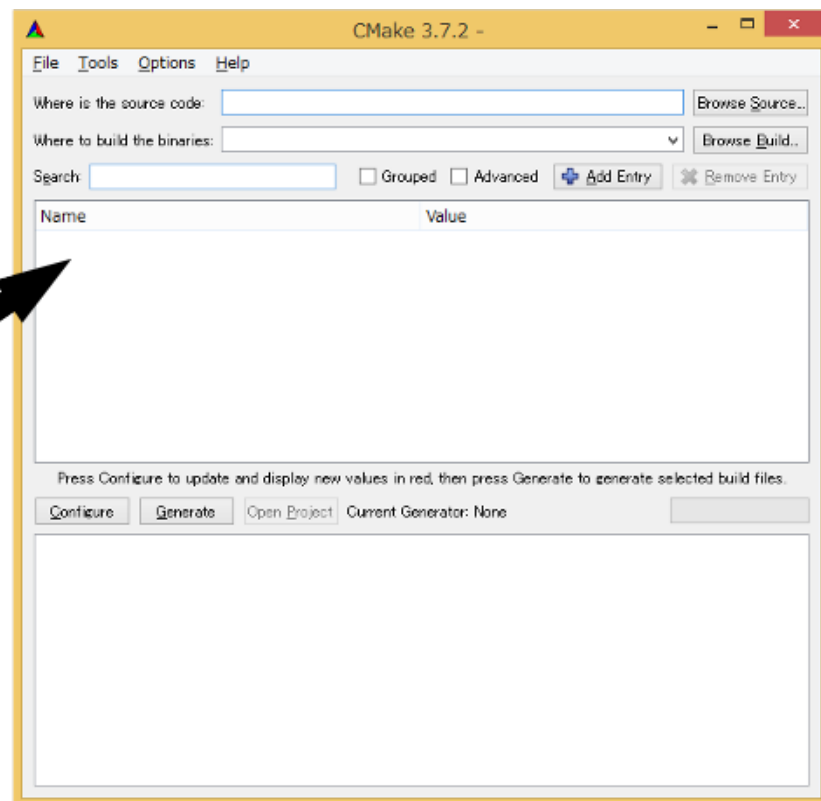 CMake 3.7.2 -
File Tools Options Help
Where is the source code: Browse Source...
Where to build the binaries: Browse Build...
Search: Grouped Advanced Add Entry Remove Entry
Name Value
Press Configure to update and display new values in red, then press Generate to generate selected build files.
Configure Generate Open Project Current Generator: None